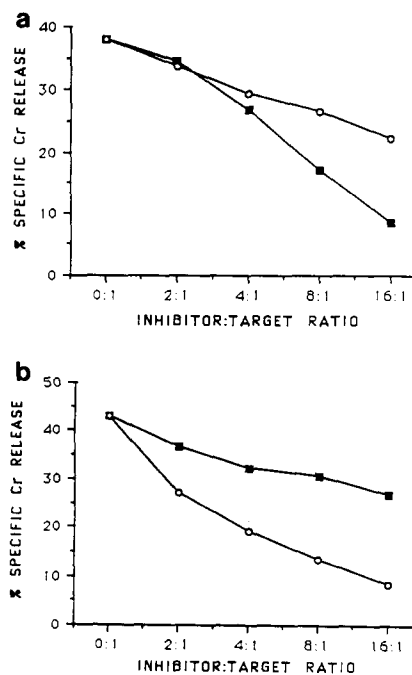 a
% SPECIFIC Cr RELEASE
40
30
20
10
0
0:1 2:1 4:1 8:1 16:1
INHIBITOR:TARGET RATIO
b
% SPECIFIC Cr RELEASE
50
40
30
20
10
0
0:1 2:1 4:1 8:1 16:1
INHIBITOR:TARGET RATIO